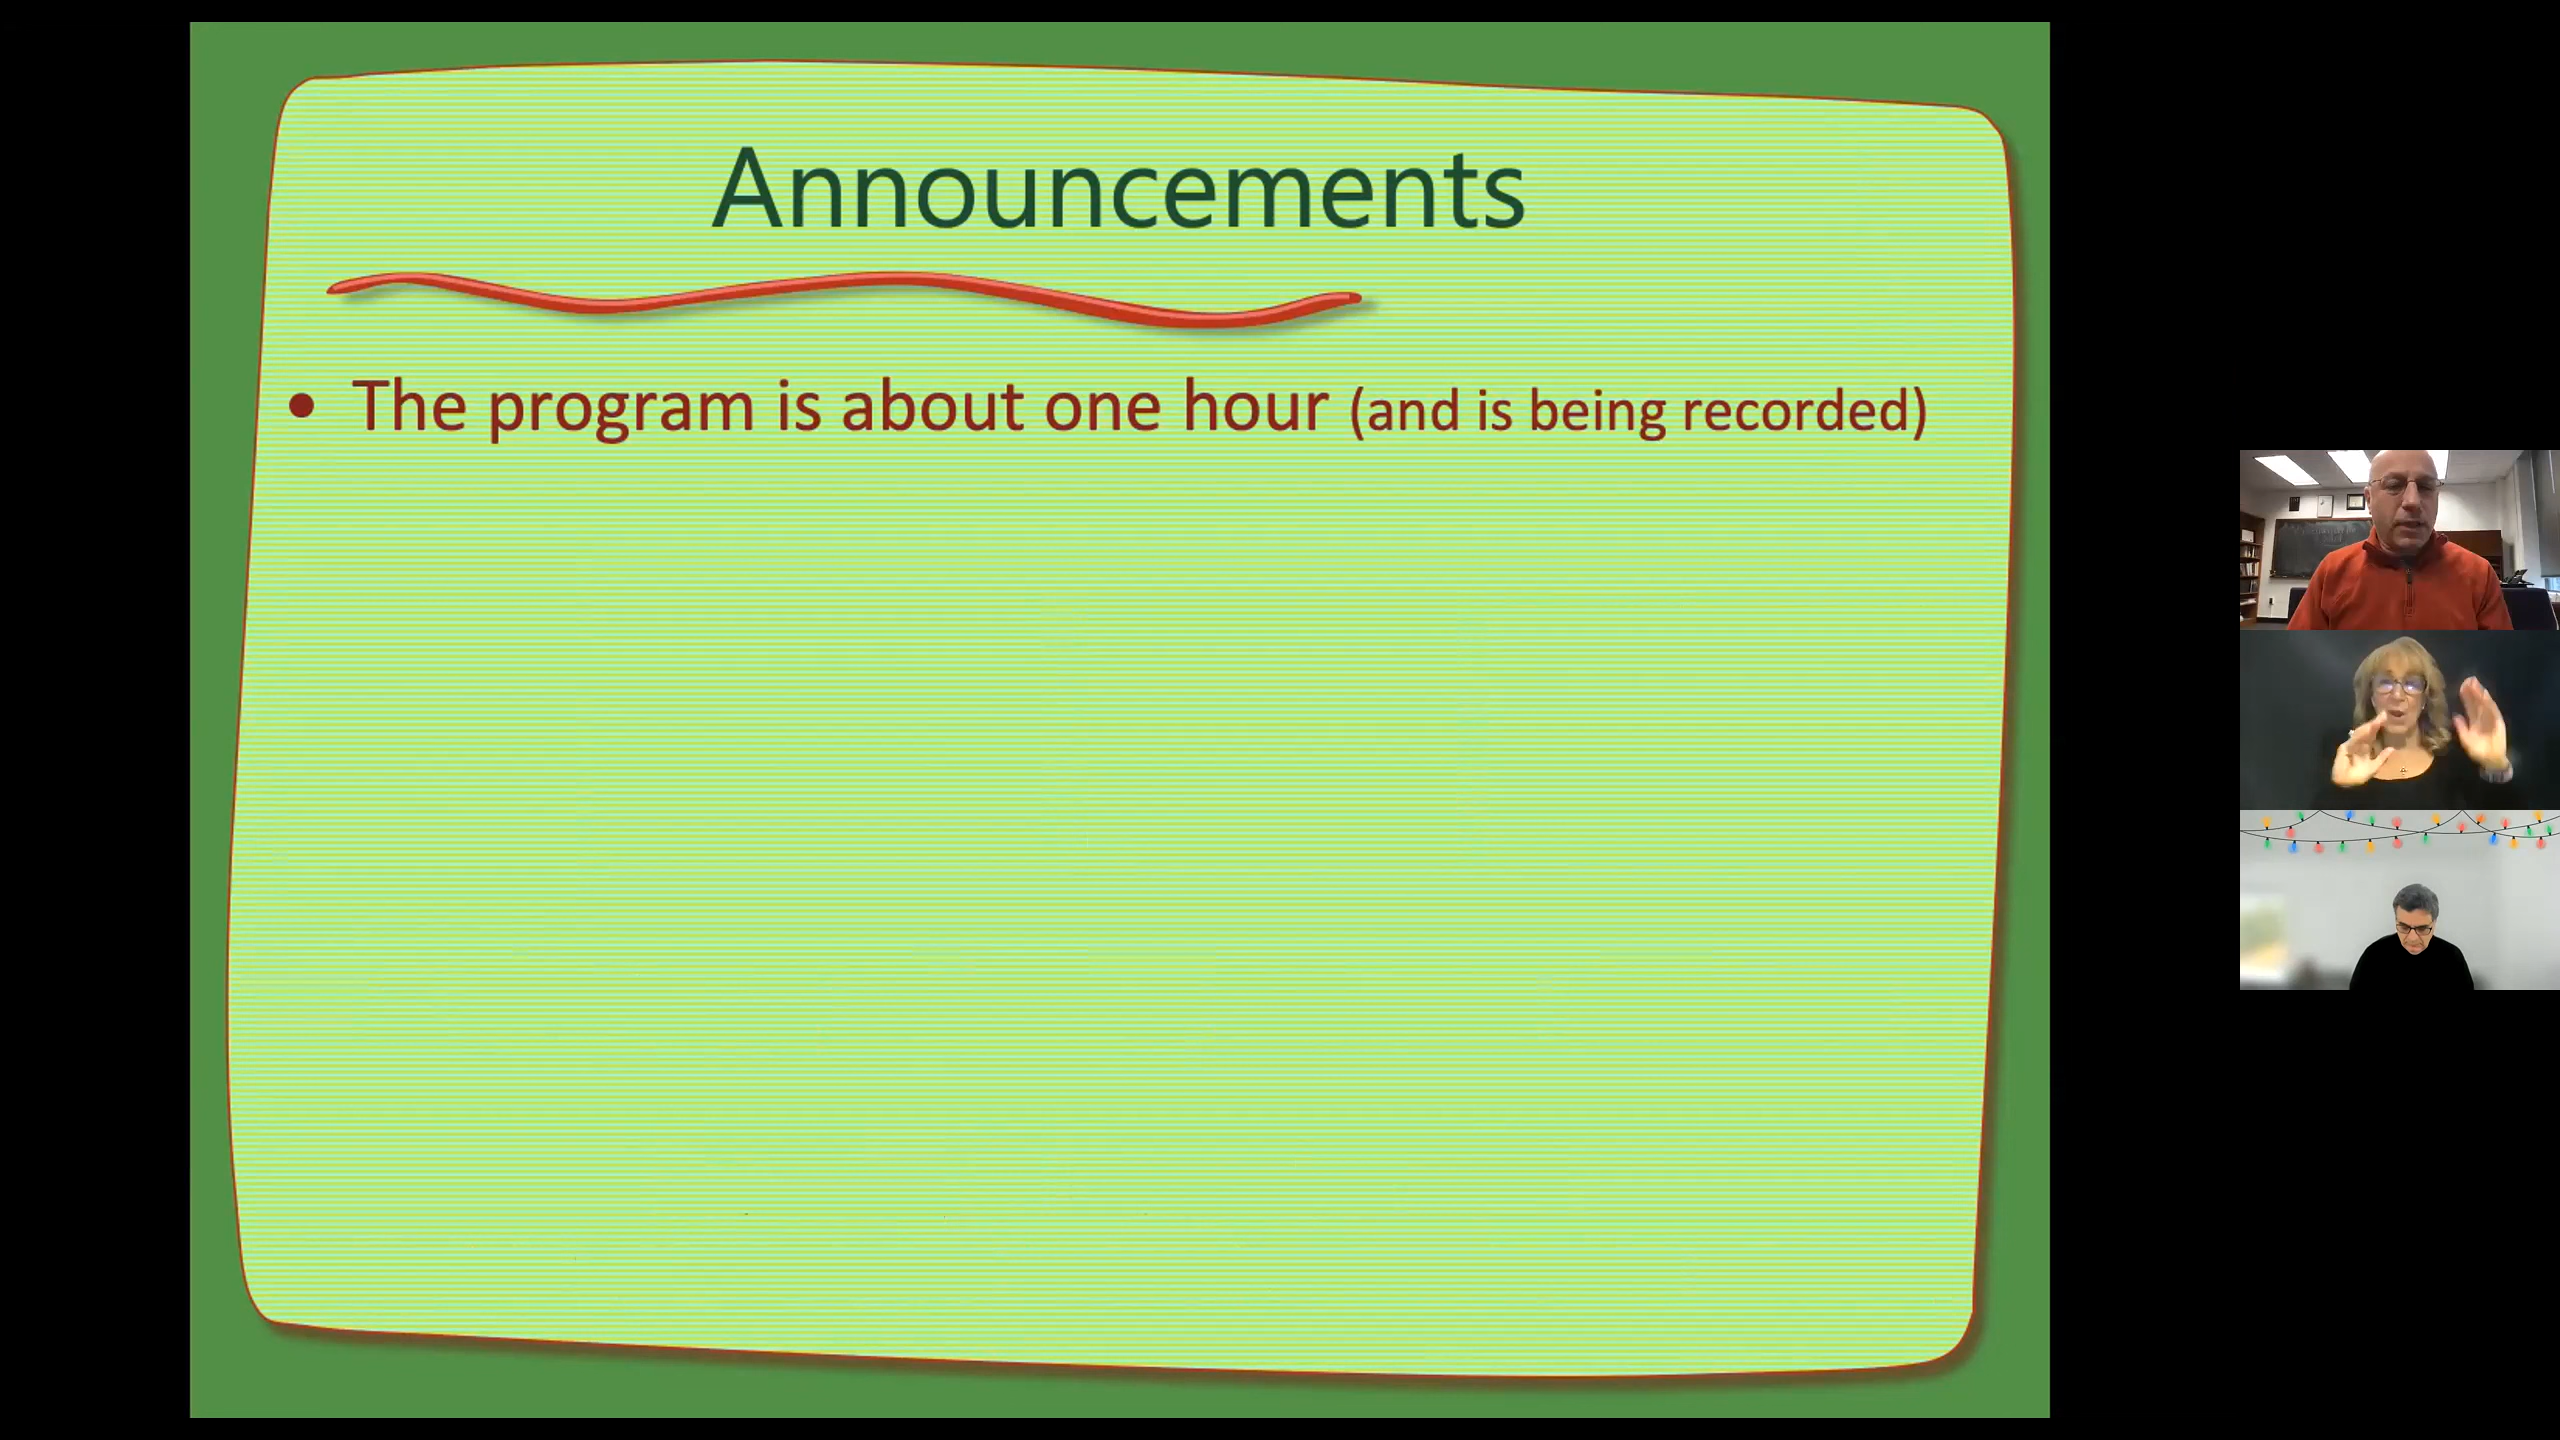 Announcements
• The program is about one hour (and is being recorded)